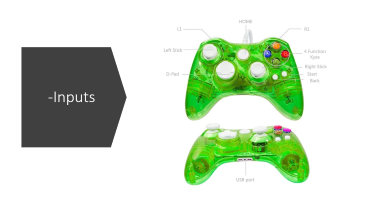 -Inputs
HOME
L1
R1
Left Stick
4 Function
Keys
D-Pad
Right Stick
Start
Back
USB port